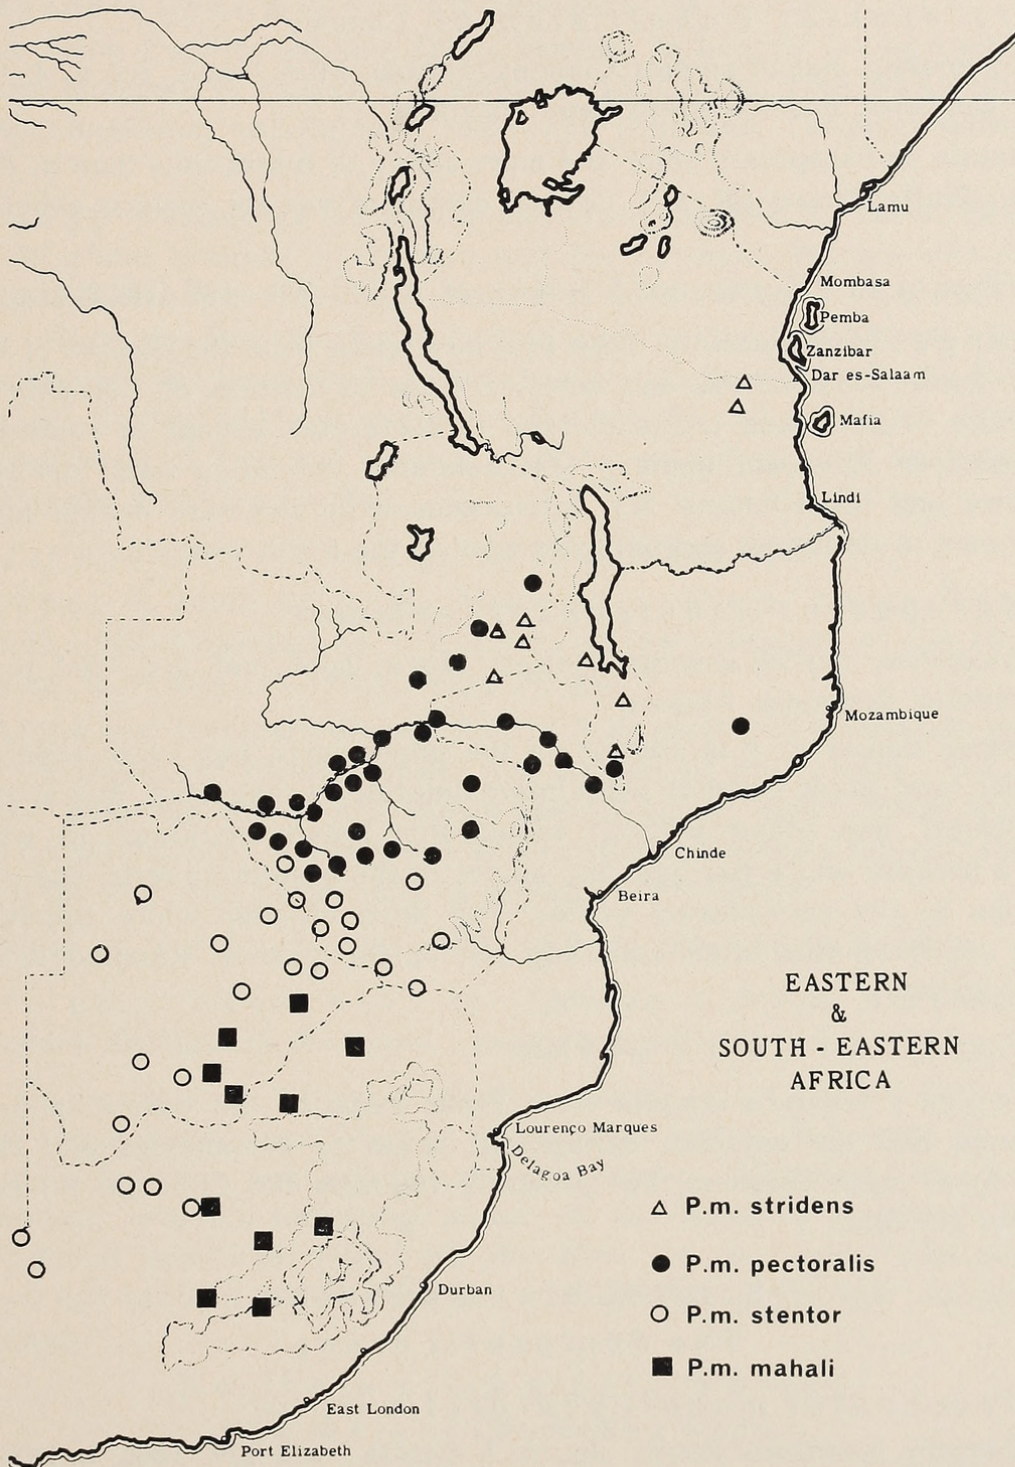 Lamu
Mombasa
Pemba
Zanzibar
Dar es-Salaam
Mafia
Lindi
Mozambique
Chinde
Beira
EASTERN
&
SOUTH - EASTERN
AFRICA
Lourenço Marques
Delagoa Bay
P.m. stridens
P.m. pectoralis
Durban
P.m. stentor
P.m. mahali
East London
Port Elizabeth